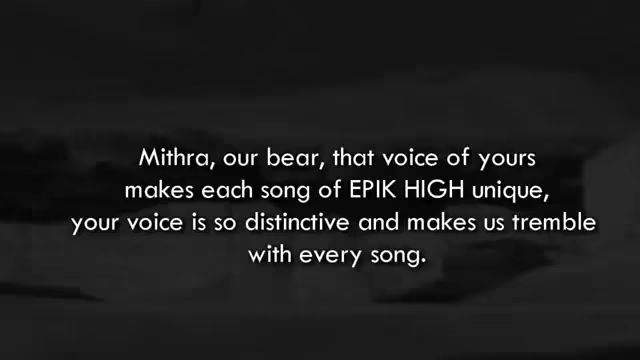 Mithra, our bear, that voice of yours
makes each song of EPIK HIGH unique,
your voice is so distinctive and makes us tremble
with every song.